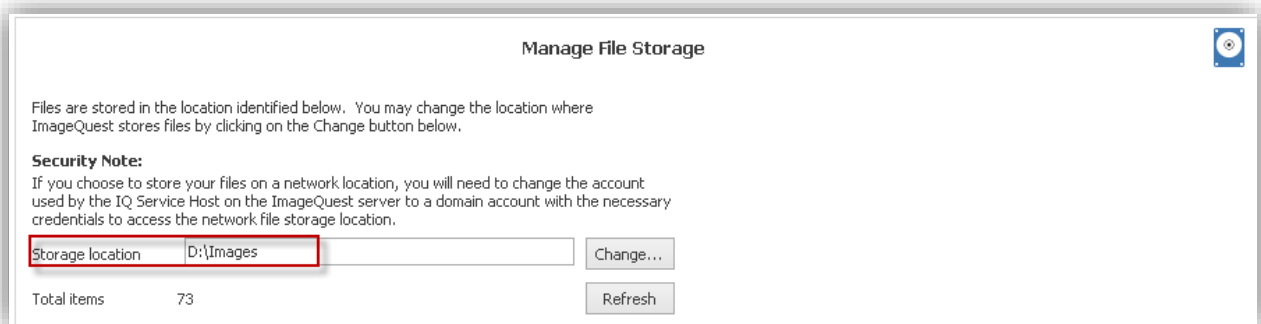 Manage File Storage
Files are stored in the location identified below.  You may change the location where
ImageQuest stores files by clicking on the Change button below.
Security Note:
If you choose to store your files on a network location, you will need to change the account
used by the IQ Service Host on the ImageQuest server to a domain account with the necessary
credentials to access the network file storage location.
Storage location D:\Images Change...
Total items 73 Refresh